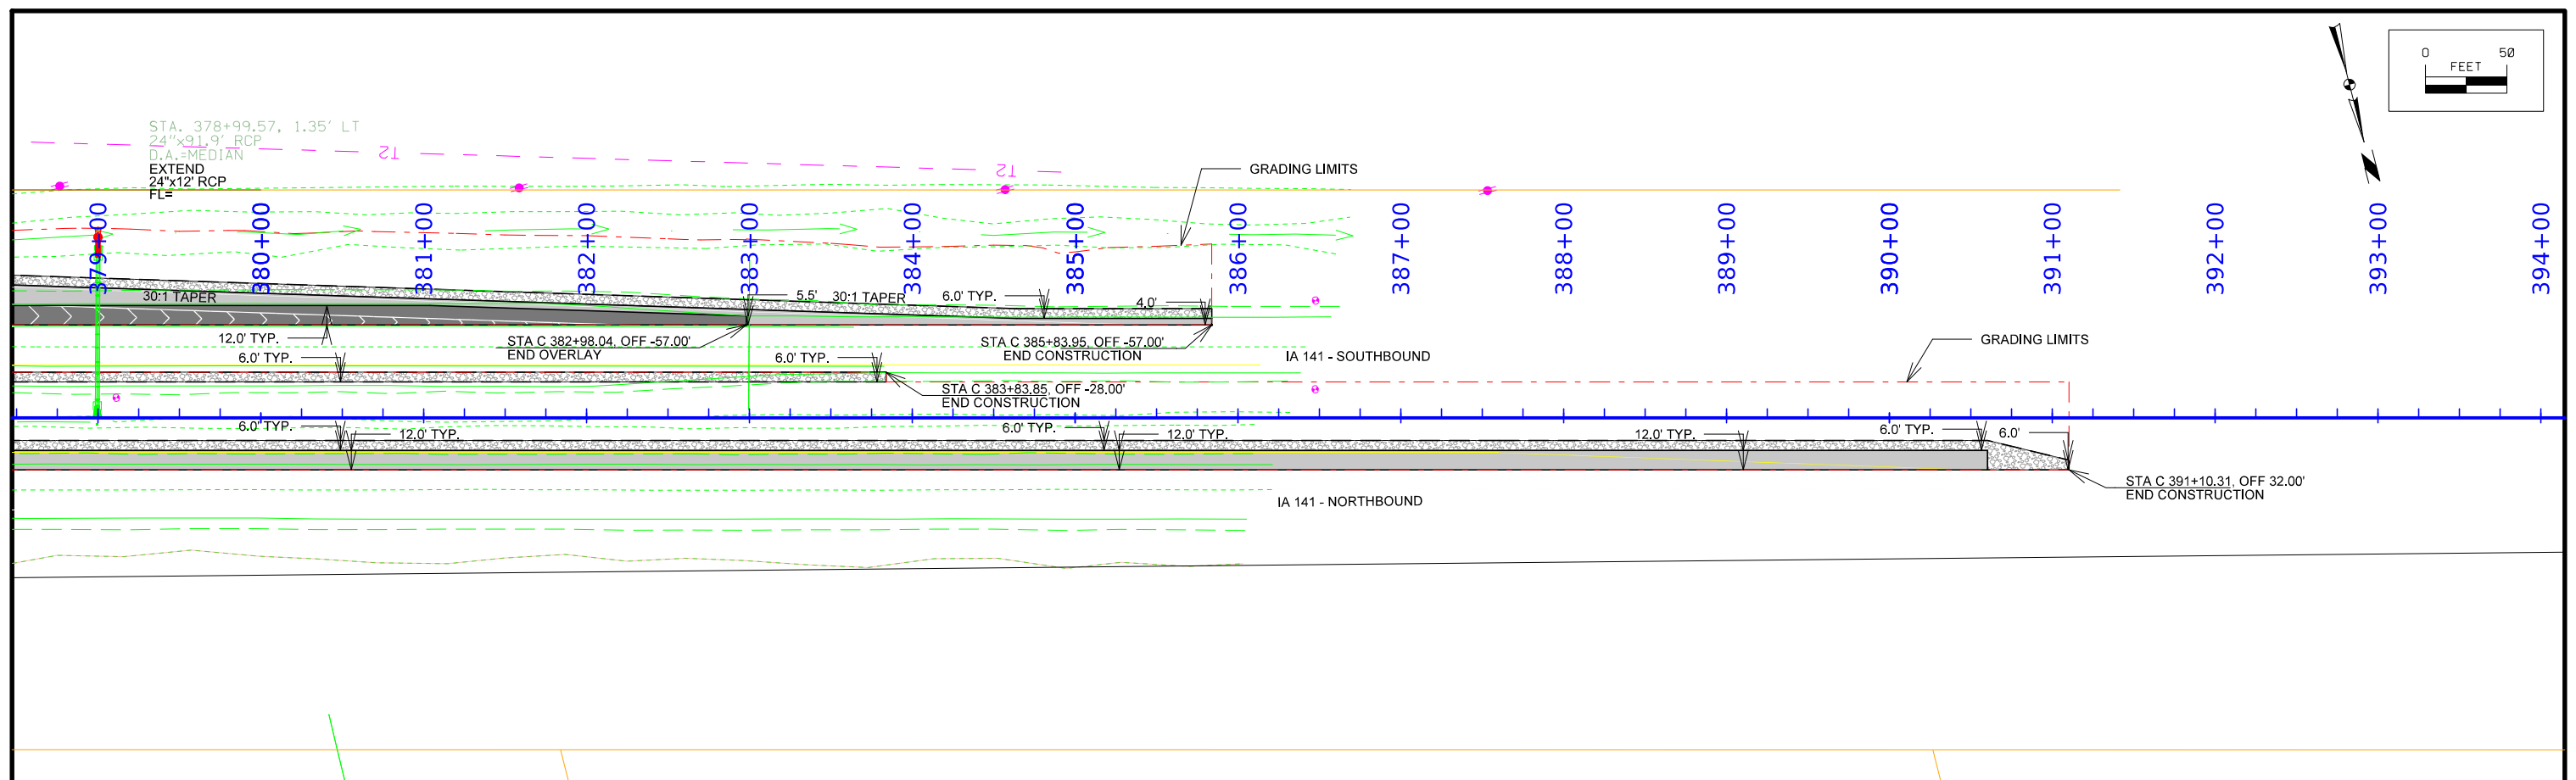 0 50
FEET
STA. 378+99.57, 1.35' LT
24"x91.9' RCP
D.A.=MEDIAN
EXTEND
24"x12' RCP
FL=
T2
T2
GRADING LIMITS
379+00
380+00
381+00
382+00
383+00
384+00
385+00
386+00
387+00
388+00
389+00
390+00
391+00
392+00
393+00
394+00
30:1 TAPER
5.5'
30:1 TAPER
6.0' TYP.
4.0'
12.0' TYP.
STA C 382+98.04, OFF -57.00'
END OVERLAY
STA C 385+83.95, OFF -57.00'
END CONSTRUCTION
GRADING LIMITS
6.0' TYP.
6.0' TYP.
IA 141 - SOUTHBOUND
STA C 383+83.85, OFF -28.00'
END CONSTRUCTION
6.0' TYP.
12.0' TYP.
6.0' TYP.
12.0' TYP.
12.0' TYP.
6.0' TYP.
6.0'
STA C 391+10.31, OFF 32.00'
END CONSTRUCTION
IA 141 - NORTHBOUND